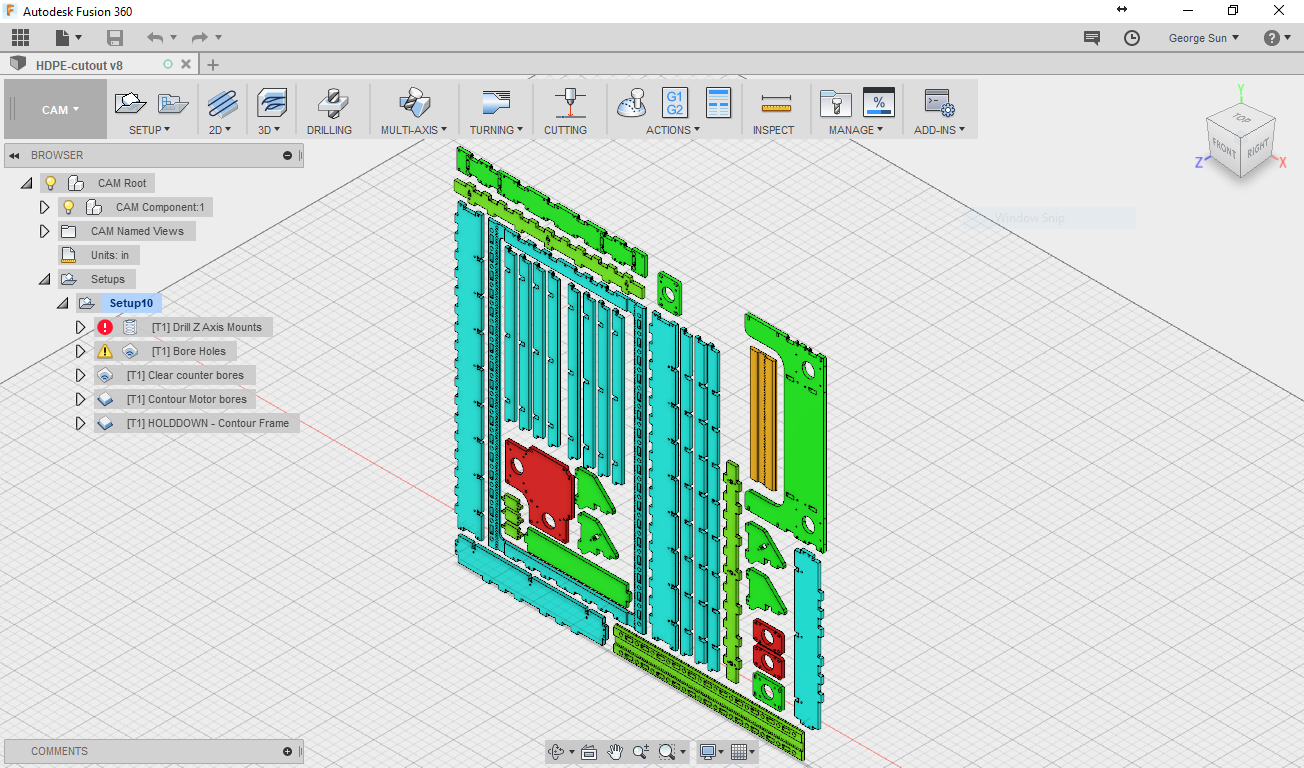 Autodesk Fusion 360
George Sun
HDPE-cutout v8
CAM
G1
G2
%
SETUP
2D
3D
DRILLING
MULTI-AXIS
TURNING
CUTTING
ACTIONS
INSPECT
MANAGE
ADD-INS
Y
TOP
FRONT
RIGHT
Z
X
BROWSER
CAM Root
CAM Component:1
Window Snip
CAM Named Views
Units: in
Setups
Setup10
[T1] Drill Z Axis Mounts
[T1] Bore Holes
[T1] Clear counter bores
[T1] Contour Motor bores
[T1] HOLDDOWN - Contour Frame
COMMENTS